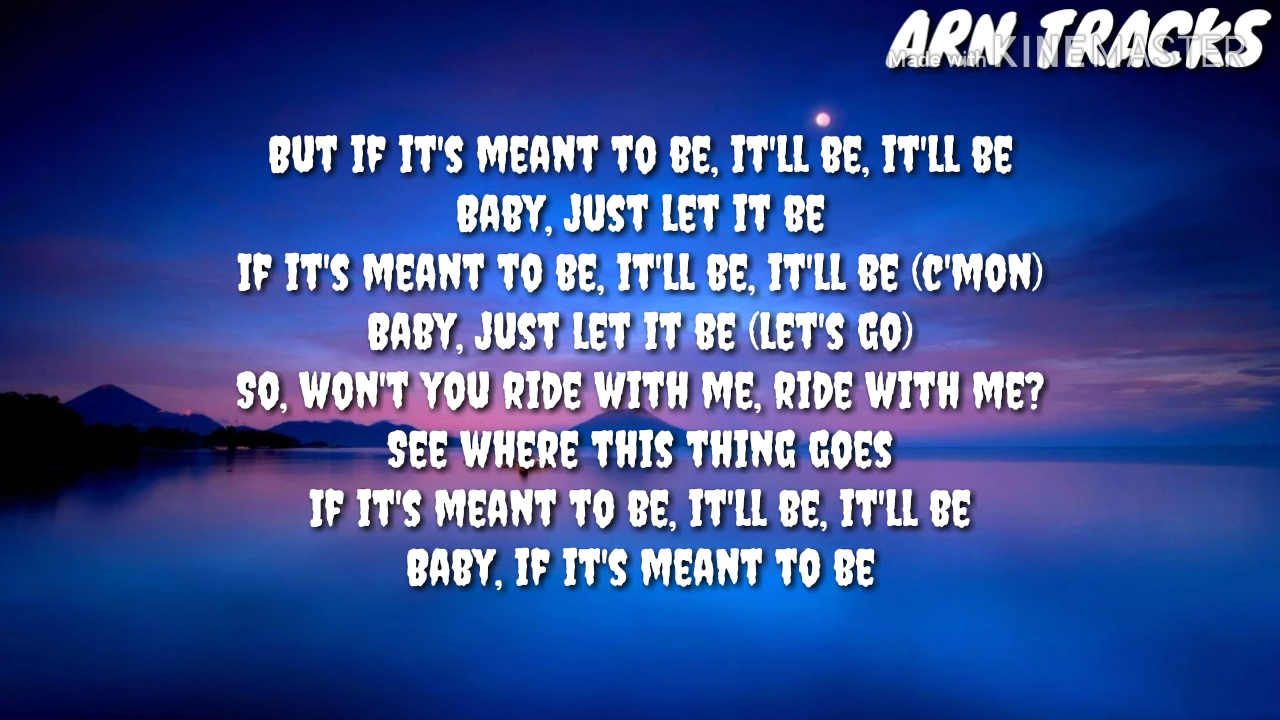 ARN TRACKS
Made with KINEMASTER
BUT IF IT'S MEANT TO BE, IT'LL BE, IT'LL BE
BABY, JUST LET IT BE
IF IT'S MEANT TO BE, IT'LL BE, IT'LL BE (C'MON)
BABY, JUST LET IT BE (LET'S GO)
SO, WON'T YOU RIDE WITH ME, RIDE WITH ME?
SEE WHERE THIS THING GOES
IF IT'S MEANT TO BE, IT'LL BE, IT'LL BE
BABY, IF IT'S MEANT TO BE